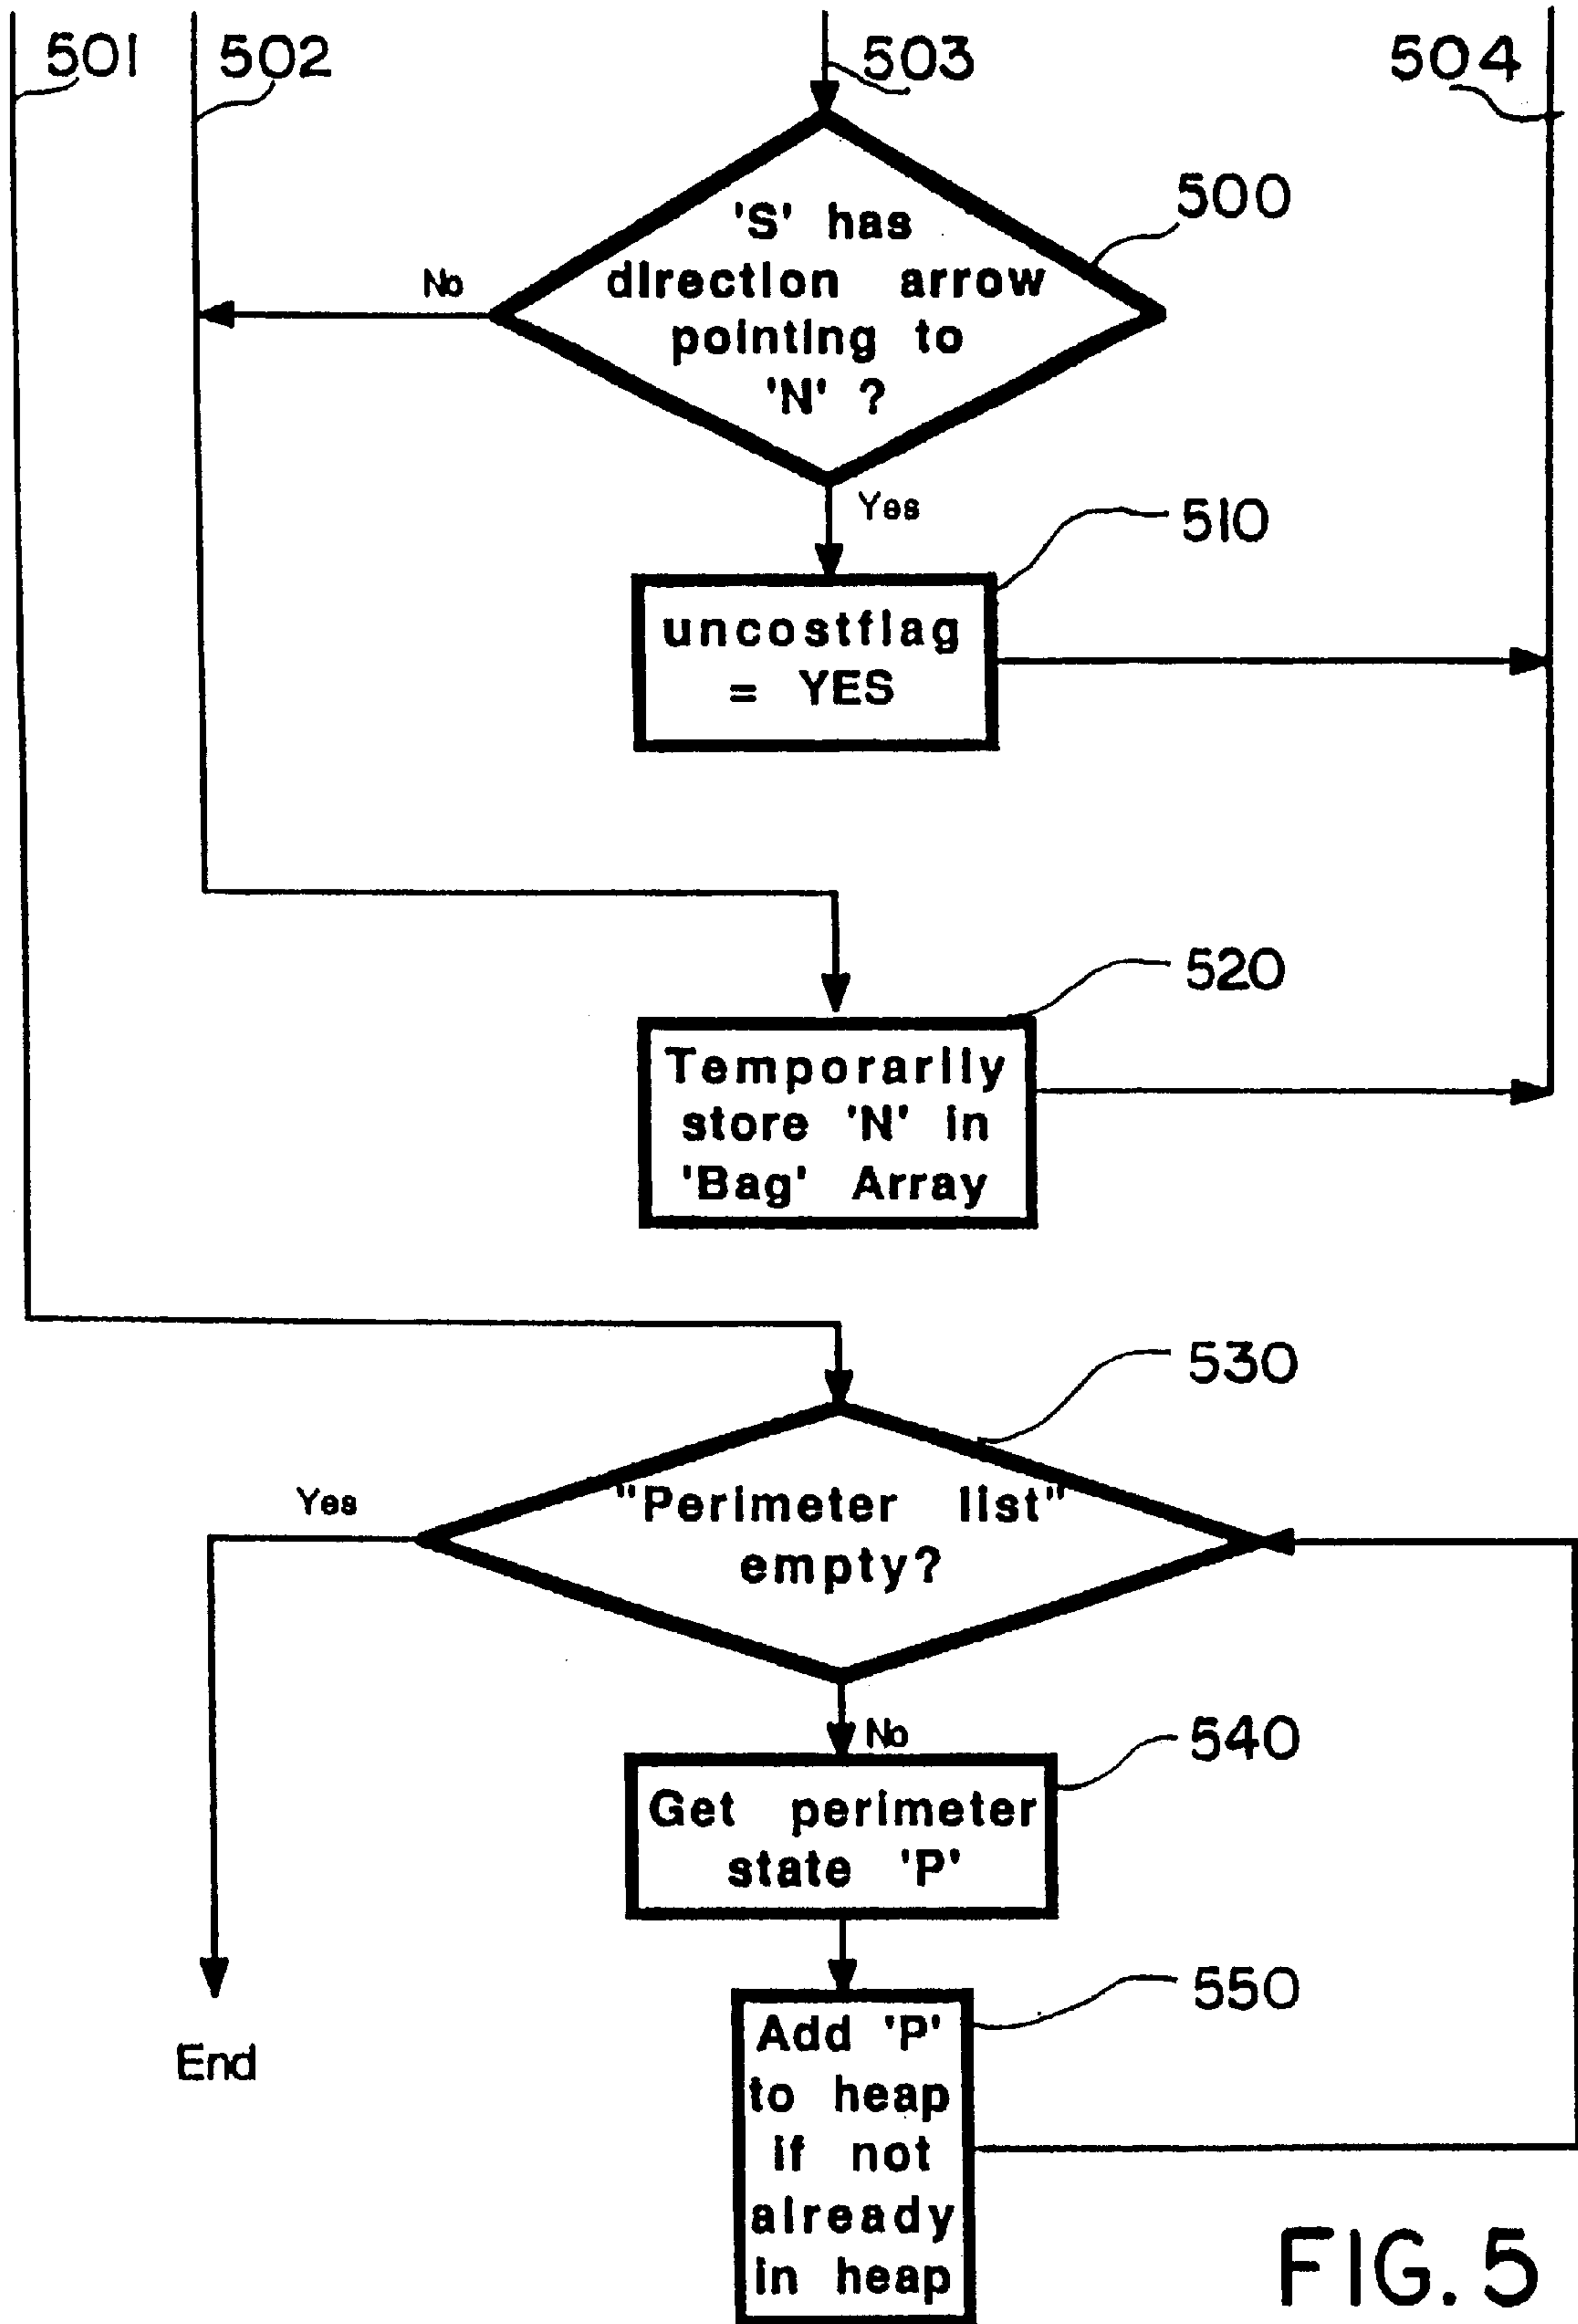 501
502
503
504
500
'S' has
direction arrow
pointing to
'N' ?
No
Yes
510
uncostflag
= YES
520
Temporarily
store 'N' in
'Bag' Array
530
"Perimeter list"
empty?
Yes
No
540
Get perimeter
state 'P'
550
Add 'P'
to heap
if not
already
in heap
End
FIG. 5